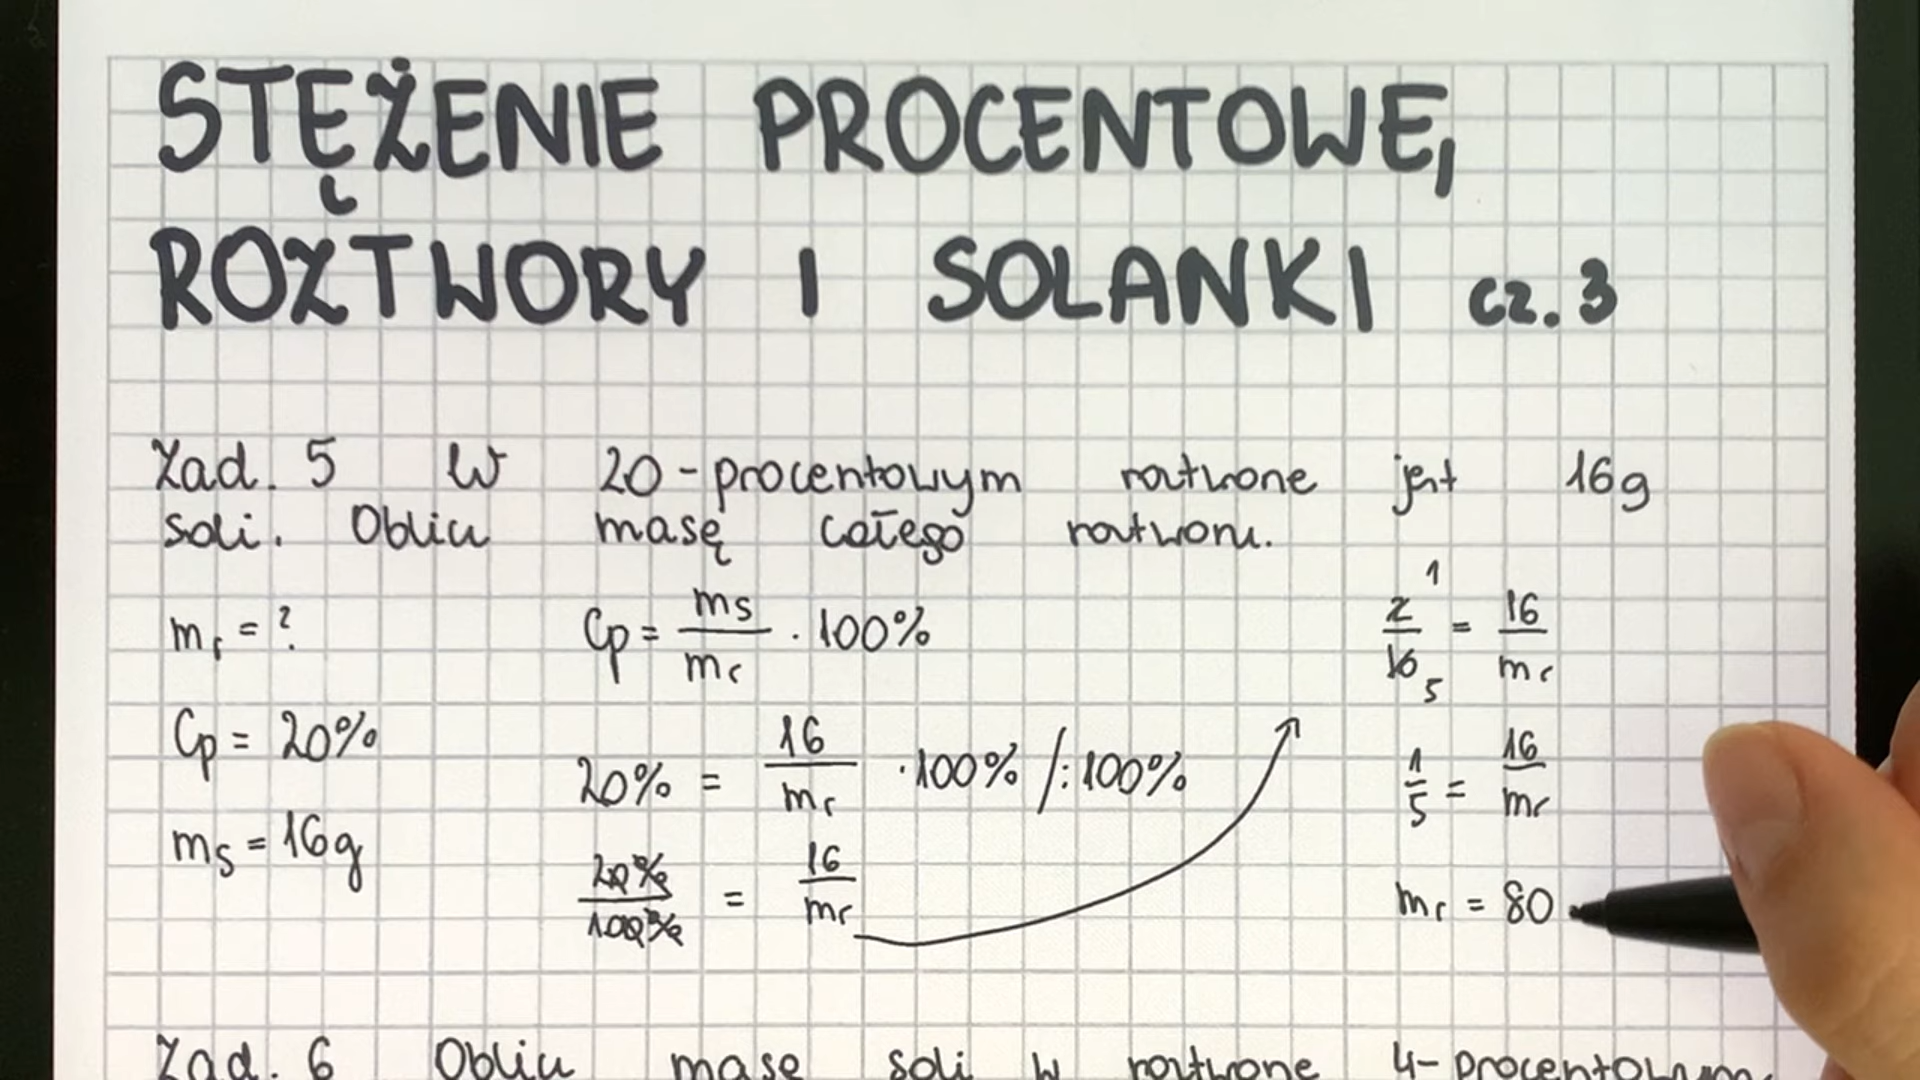 STĘŻENIE PROCENTOWE,
ROZTWORY I SOLANKI cz. 3
Zad. 5 W 20-procentowym roztworze jest 16g
soli. Oblicz masę całego roztworu.
mr = ?
Cp = 20%
ms = 16g
Cp = ms/mr · 100%
20% = 16/mr · 100% /:100%
20%/100% = 16/mr
2/10 1/5 = 16/mr
1/5 = 16/mr
mr = 80
Zad. 6 Oblicz masę soli w roztworze 4-procentowym,